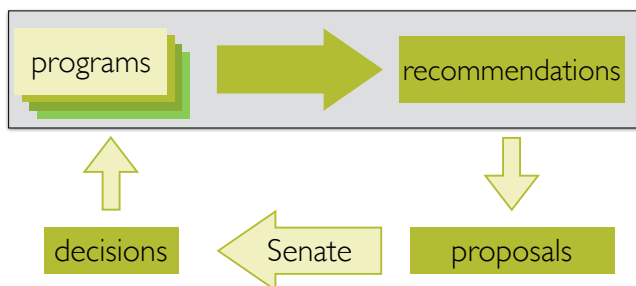 programs
recommendations
decisions
Senate
proposals